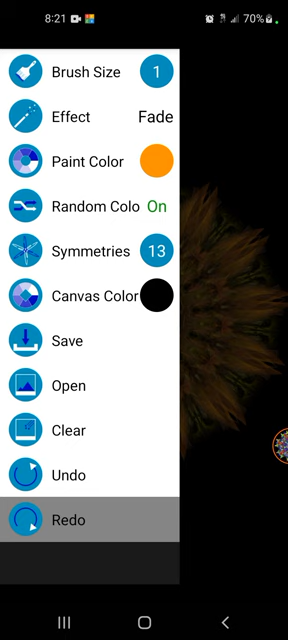 8:21
70%
Brush Size 1
Effect Fade
Paint Color
Random Colo On
Symmetries 13
Canvas Color
Save
Open
Clear
Undo
Redo